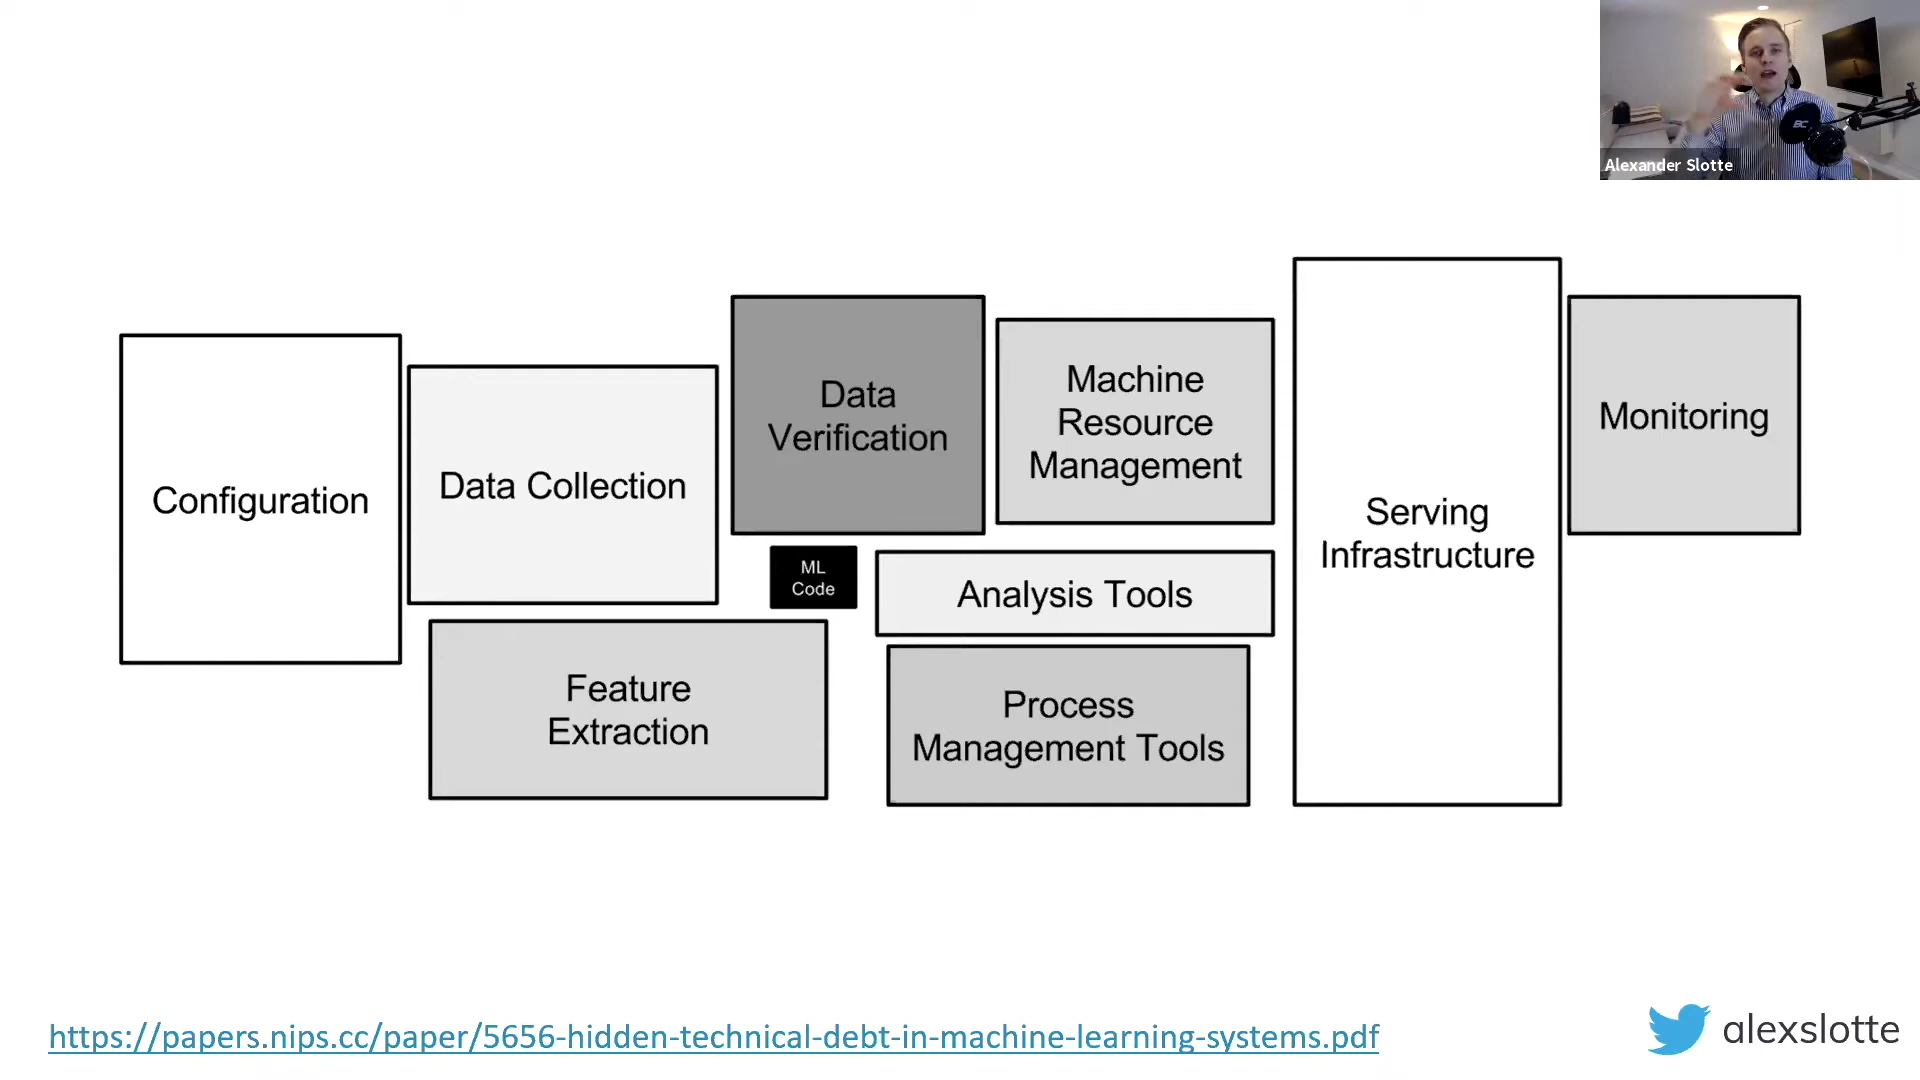 Alexander Slotte
Configuration
Data Collection
Data
Verification
Machine
Resource
Management
Serving
Infrastructure
Monitoring
ML
Code
Analysis Tools
Feature
Extraction
Process
Management Tools
https://papers.nips.cc/paper/5656-hidden-technical-debt-in-machine-learning-systems.pdf
alexslotte